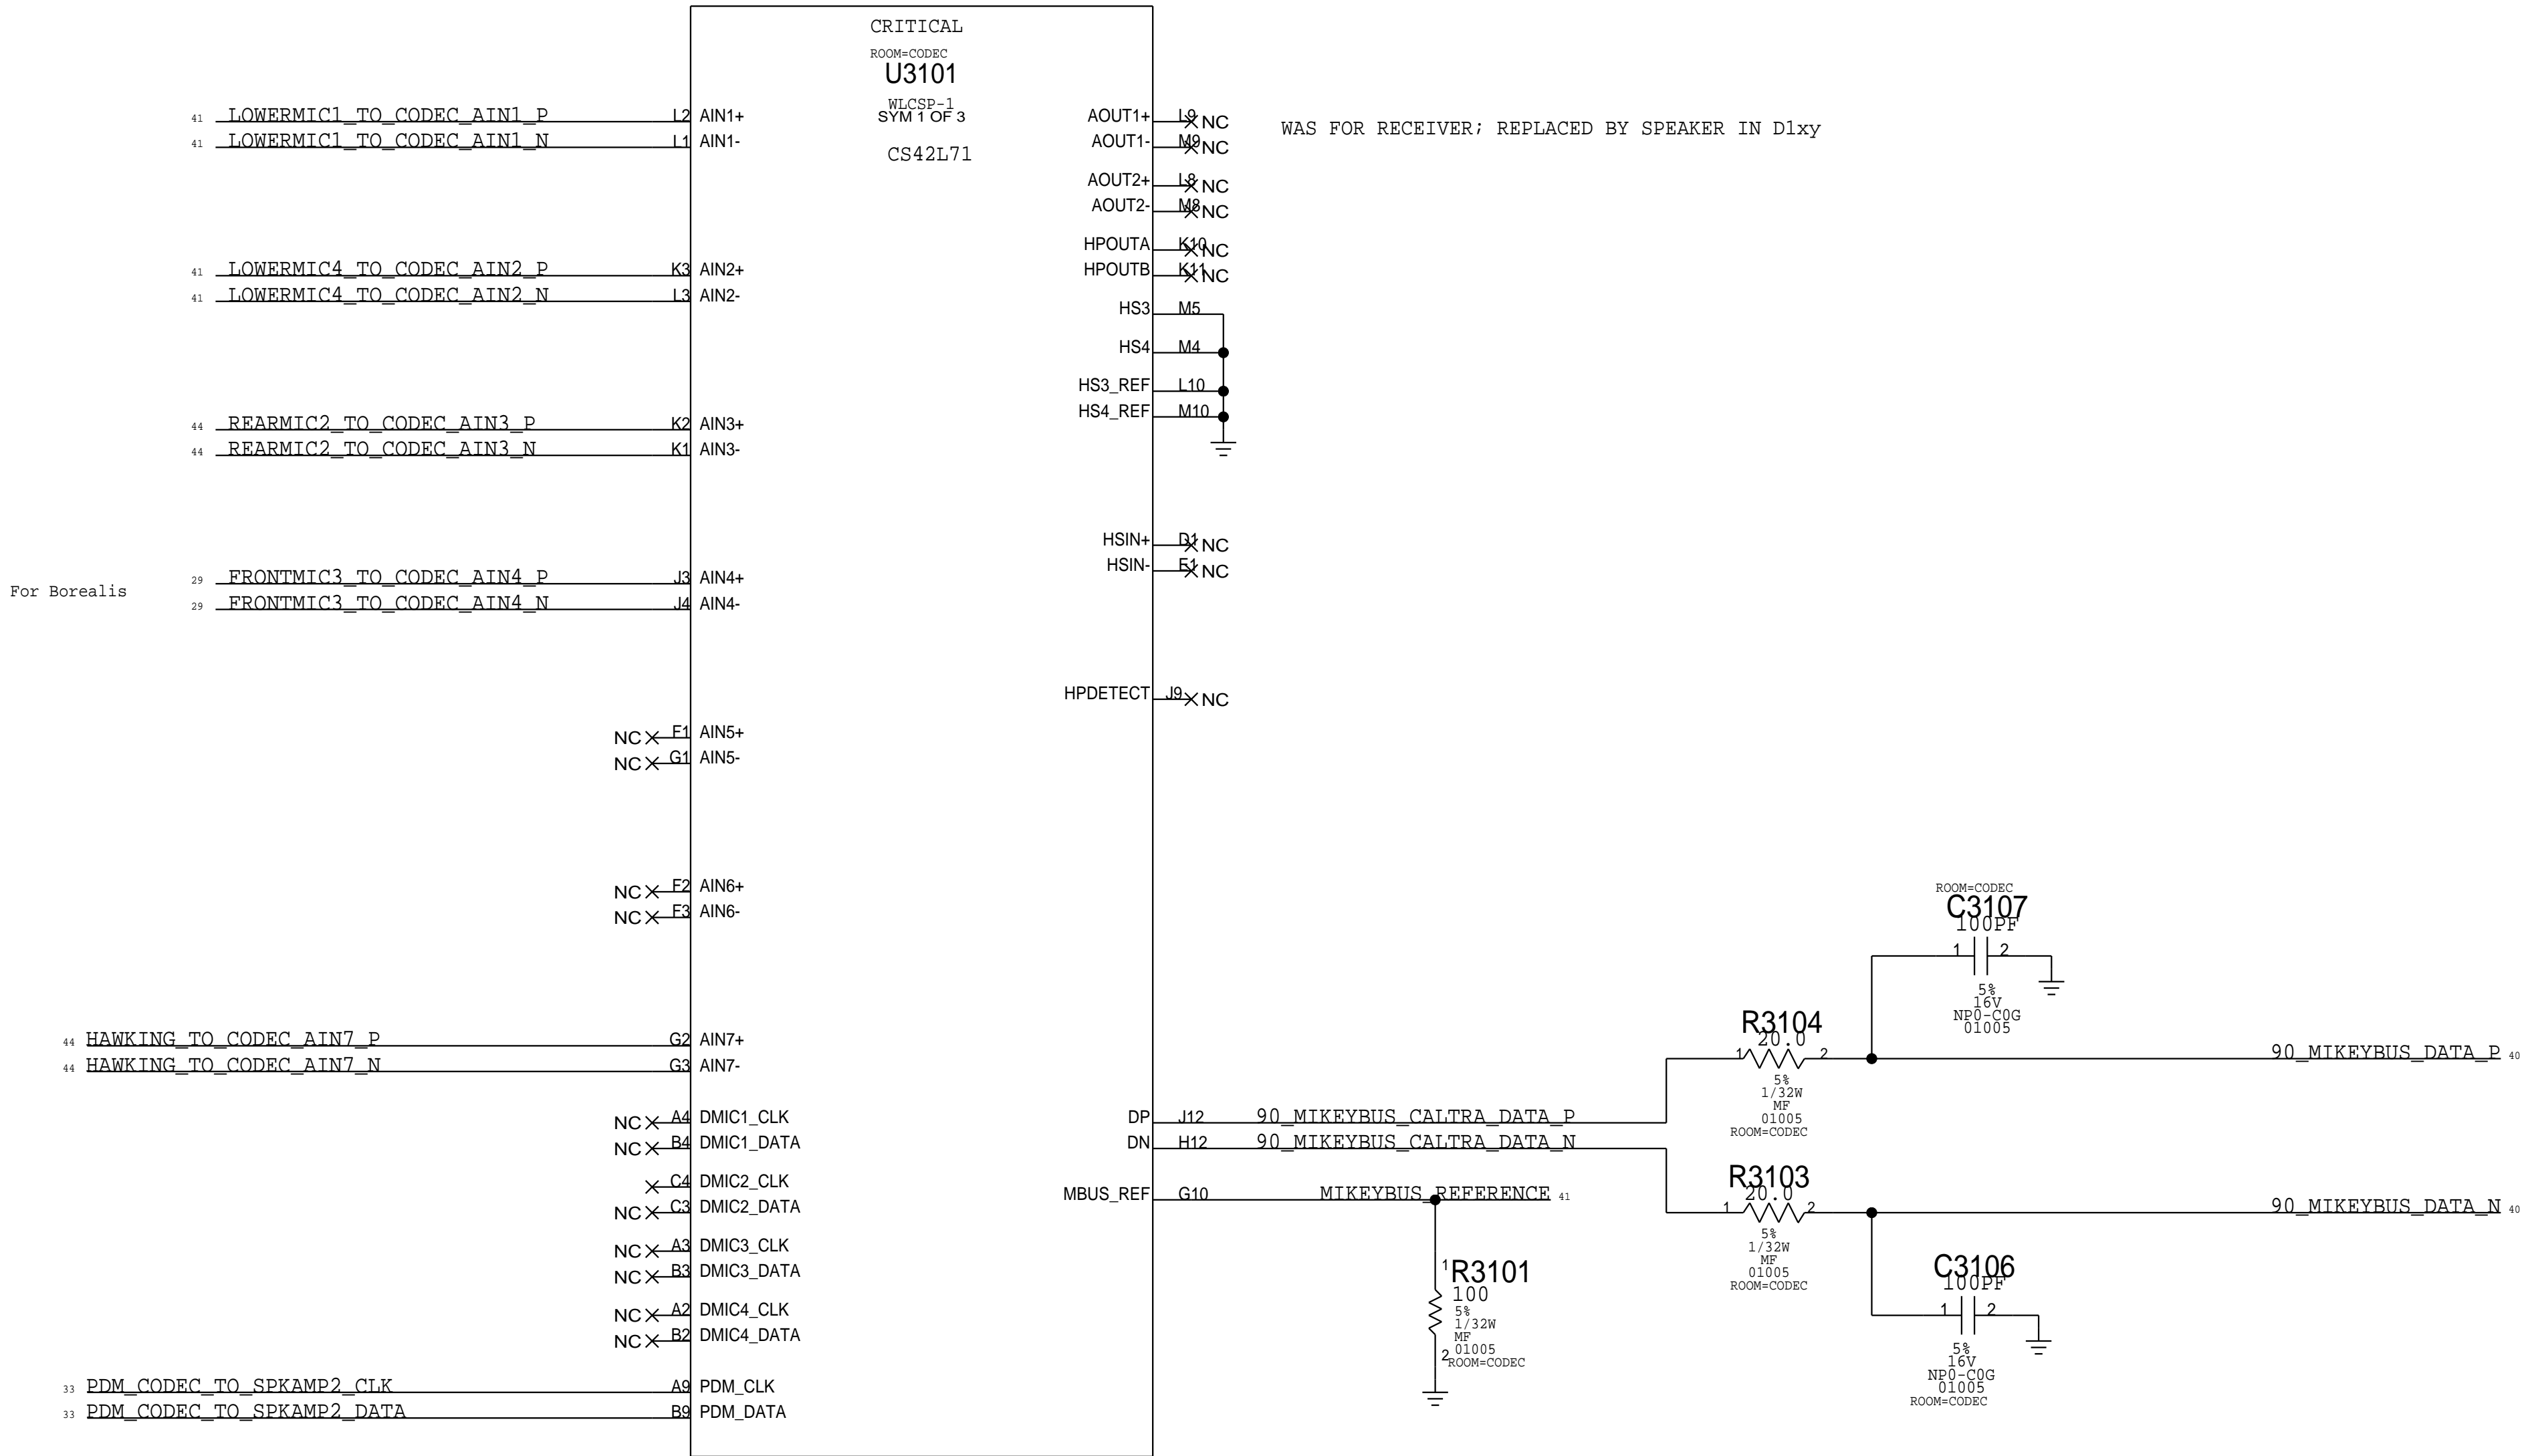 CRITICAL
ROOM=CODEC
U3101
WLCSP-1
SYM 1 OF 3
CS42L71
41 LOWERMIC1_TO_CODEC_AIN1_P L2 AIN1+
41 LOWERMIC1_TO_CODEC_AIN1_N L1 AIN1-
41 LOWERMIC4_TO_CODEC_AIN2_P K3 AIN2+
41 LOWERMIC4_TO_CODEC_AIN2_N L3 AIN2-
44 REARMIC2_TO_CODEC_AIN3_P K2 AIN3+
44 REARMIC2_TO_CODEC_AIN3_N K1 AIN3-
For Borealis
29 FRONTMIC3_TO_CODEC_AIN4_P J3 AIN4+
29 FRONTMIC3_TO_CODEC_AIN4_N J4 AIN4-
NC F1 AIN5+
NC G1 AIN5-
NC F2 AIN6+
NC F3 AIN6-
44 HAWKING_TO_CODEC_AIN7_P G2 AIN7+
44 HAWKING_TO_CODEC_AIN7_N G3 AIN7-
NC A4 DMIC1_CLK
NC B4 DMIC1_DATA
C4 DMIC2_CLK
NC C3 DMIC2_DATA
NC A3 DMIC3_CLK
NC B3 DMIC3_DATA
NC A2 DMIC4_CLK
NC B2 DMIC4_DATA
33 PDM_CODEC_TO_SPKAMP2_CLK A9 PDM_CLK
33 PDM_CODEC_TO_SPKAMP2_DATA B9 PDM_DATA
AOUT1+ L9 NC
AOUT1- M9 NC
WAS FOR RECEIVER; REPLACED BY SPEAKER IN D1xy
AOUT2+ L8 NC
AOUT2- M8 NC
HPOUTA K10 NC
HPOUTB K11 NC
HS3 M5
HS4 M4
HS3_REF L10
HS4_REF M10
HSIN+ D1 NC
HSIN- E1 NC
HPDETECT J9 NC
DP J12 90_MIKEYBUS_CALTRA_DATA_P
DN H12 90_MIKEYBUS_CALTRA_DATA_N
MBUS_REF G10 MIKEYBUS_REFERENCE 41
1 R3101
100
5%
1/32W
MF
01005
2 ROOM=CODEC
ROOM=CODEC
C3107
100PF
1 2
5%
16V
NP0-C0G
01005
R3104
20.0
1 2
5%
1/32W
MF
01005
ROOM=CODEC
90_MIKEYBUS_DATA_P 40
R3103
20.0
1 2
5%
1/32W
MF
01005
ROOM=CODEC
90_MIKEYBUS_DATA_N 40
C3106
100PF
1 2
5%
16V
NP0-C0G
01005
ROOM=CODEC